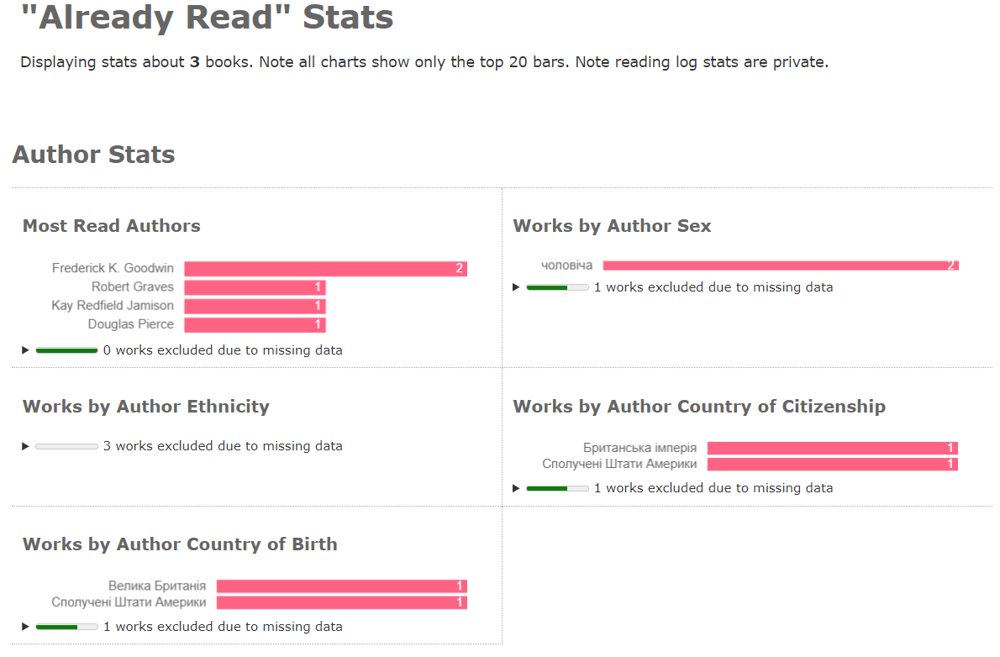 "Already Read" Stats
Displaying stats about 3 books. Note all charts show only the top 20 bars. Note reading log stats are private.
Author Stats
Most Read Authors
Frederick K. Goodwin 2
Robert Graves 1
Kay Redfield Jamison 1
Douglas Pierce 1
0 works excluded due to missing data
Works by Author Sex
чоловіча 2
1 works excluded due to missing data
Works by Author Ethnicity
3 works excluded due to missing data
Works by Author Country of Citizenship
Британська імперія 1
Сполучені Штати Америки 1
1 works excluded due to missing data
Works by Author Country of Birth
Велика Британія 1
Сполучені Штати Америки 1
1 works excluded due to missing data